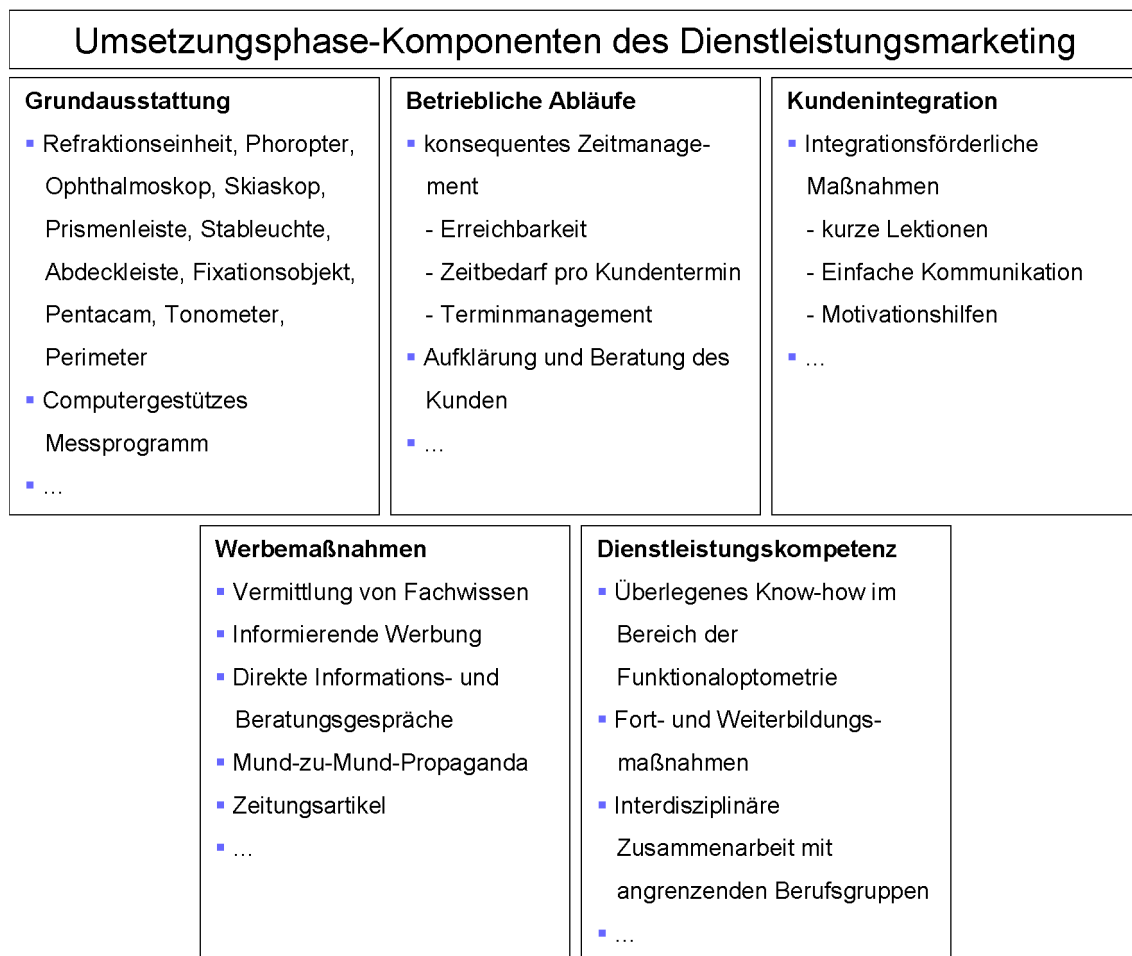 Umsetzungsphase-Komponenten des Dienstleistungsmarketing
Grundausstattung
▪ Refraktionseinheit, Phoropter,
Ophthalmoskop, Skiaskop,
Prismenleiste, Stableuchte,
Abdeckleiste, Fixationsobjekt,
Pentacam, Tonometer,
Perimeter
▪ Computergestützes
Messprogramm
▪ ...
Betriebliche Abläufe
▪ konsequentes Zeitmanage-
ment
- Erreichbarkeit
- Zeitbedarf pro Kundentermin
- Terminmanagement
▪ Aufklärung und Beratung des
Kunden
▪ ...
Kundenintegration
▪ Integrationsförderliche
Maßnahmen
- kurze Lektionen
- Einfache Kommunikation
- Motivationshilfen
▪ ...
Werbemaßnahmen
▪ Vermittlung von Fachwissen
▪ Informierende Werbung
▪ Direkte Informations- und
Beratungsgespräche
▪ Mund-zu-Mund-Propaganda
▪ Zeitungsartikel
▪ ...
Dienstleistungskompetenz
▪ Überlegenes Know-how im
Bereich der
Funktionaloptometrie
▪ Fort- und Weiterbildungs-
maßnahmen
▪ Interdisziplinäre
Zusammenarbeit mit
angrenzenden Berufsgruppen
▪ ...